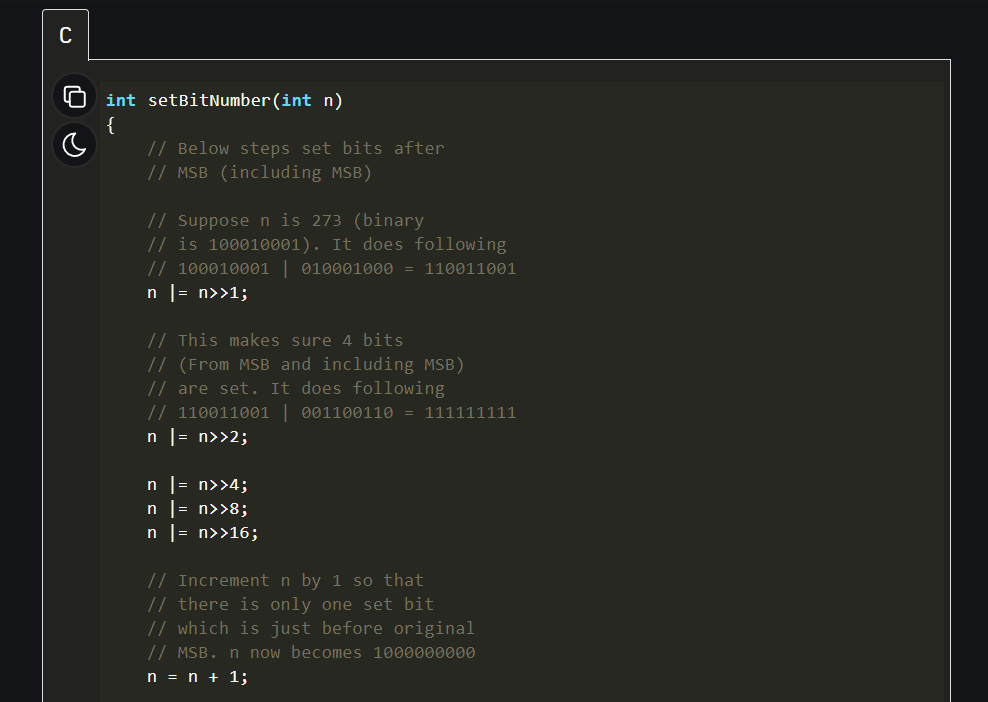 C
int setBitNumber(int n)
{
// Below steps set bits after
// MSB (including MSB)
// Suppose n is 273 (binary
// is 100010001). It does following
// 100010001 | 010001000 = 110011001
n |= n>>1;
// This makes sure 4 bits
// (From MSB and including MSB)
// are set. It does following
// 110011001 | 001100110 = 111111111
n |= n>>2;
n |= n>>4;
n |= n>>8;
n |= n>>16;
// Increment n by 1 so that
// there is only one set bit
// which is just before original
// MSB. n now becomes 1000000000
n = n + 1;